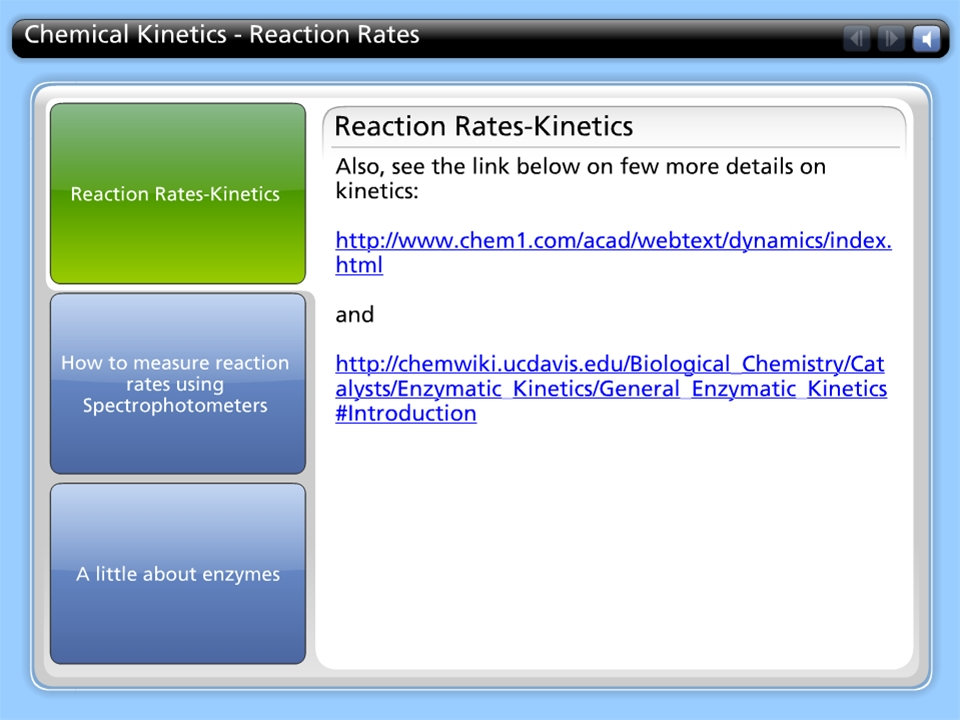 Chemical Kinetics - Reaction Rates
Reaction Rates-Kinetics
How to measure reaction
rates using
Spectrophotometers
A little about enzymes
Reaction Rates-Kinetics
Also, see the link below on few more details on
kinetics:
http://www.chem1.com/acad/webtext/dynamics/index.
html
and
http://chemwiki.ucdavis.edu/Biological_Chemistry/Cat
alysts/Enzymatic_Kinetics/General_Enzymatic_Kinetics
#Introduction